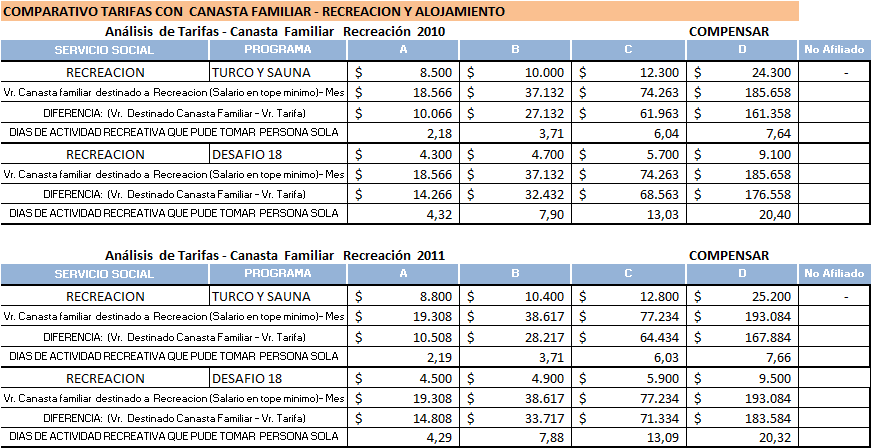 COMPARATIVO TARIFAS CON CANASTA FAMILIAR - RECREACION Y ALOJAMIENTO
Análisis de Tarifas - Canasta Familiar Recreación 2010 COMPENSAR
SERVICIO SOCIAL PROGRAMA A B C D No Afiliado
RECREACION TURCO Y SAUNA $ 8.500 $ 10.000 $ 12.300 $ 24.300 -
Vr. Canasta familiar destinado a Recreacion (Salario en tope minimo)- Mes $ 18.566 $ 37.132 $ 74.263 $ 185.658
DIFERENCIA: (Vr. Destinado Canasta Familiar - Vr. Tarifa) $ 10.066 $ 27.132 $ 61.963 $ 161.358
DIAS DE ACTIVIDAD RECREATIVA QUE PUDE TOMAR PERSONA SOLA 2,18 3,71 6,04 7,64
RECREACION DESAFIO 18 $ 4.300 $ 4.700 $ 5.700 $ 9.100
Vr. Canasta familiar destinado a Recreacion (Salario en tope minimo)- Mes $ 18.566 $ 37.132 $ 74.263 $ 185.658
DIFERENCIA: (Vr. Destinado Canasta Familiar - Vr. Tarifa) $ 14.266 $ 32.432 $ 68.563 $ 176.558
DIAS DE ACTIVIDAD RECREATIVA QUE PUDE TOMAR PERSONA SOLA 4,32 7,90 13,03 20,40
Análisis de Tarifas - Canasta Familiar Recreación 2011 COMPENSAR
SERVICIO SOCIAL PROGRAMA A B C D No Afiliado
RECREACION TURCO Y SAUNA $ 8.800 $ 10.400 $ 12.800 $ 25.200 -
Vr. Canasta familiar destinado a Recreacion (Salario en tope minimo)- Mes $ 19.308 $ 38.617 $ 77.234 $ 193.084
DIFERENCIA: (Vr. Destinado Canasta Familiar - Vr. Tarifa) $ 10.508 $ 28.217 $ 64.434 $ 167.884
DIAS DE ACTIVIDAD RECREATIVA QUE PUDE TOMAR PERSONA SOLA 2,19 3,71 6,03 7,66
RECREACION DESAFIO 18 $ 4.500 $ 4.900 $ 5.900 $ 9.500
Vr. Canasta familiar destinado a Recreacion (Salario en tope minimo)- Mes $ 19.308 $ 38.617 $ 77.234 $ 193.084
DIFERENCIA: (Vr. Destinado Canasta Familiar - Vr. Tarifa) $ 14.808 $ 33.717 $ 71.334 $ 183.584
DIAS DE ACTIVIDAD RECREATIVA QUE PUDE TOMAR PERSONA SOLA 4,29 7,88 13,09 20,32